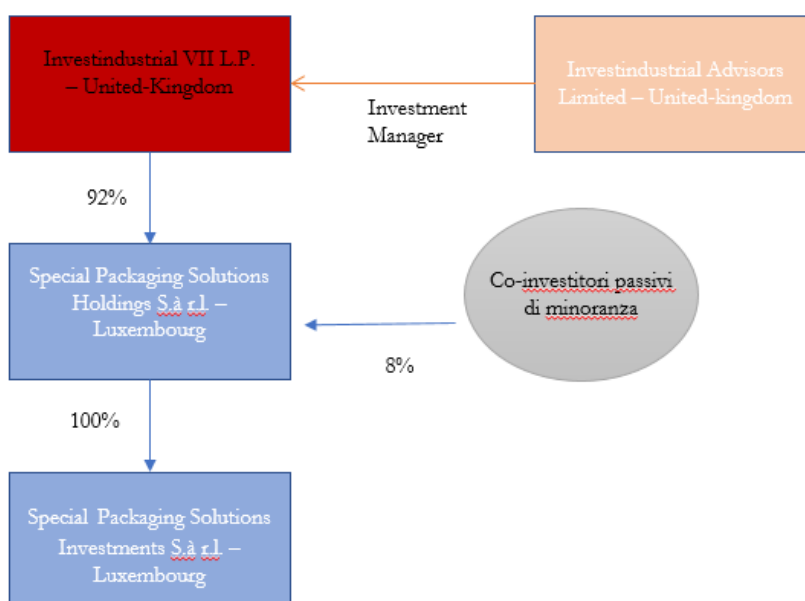 Investindustrial VII L.P.
– United-Kingdom
Investindustrial Advisors
Limited – United-kingdom
Investment
Manager
92%
Special Packaging Solutions
Holdings S.à r.l. –
Luxembourg
Co-investitori passivi
di minoranza
8%
100%
Special Packaging Solutions
Investments S.à r.l. –
Luxembourg